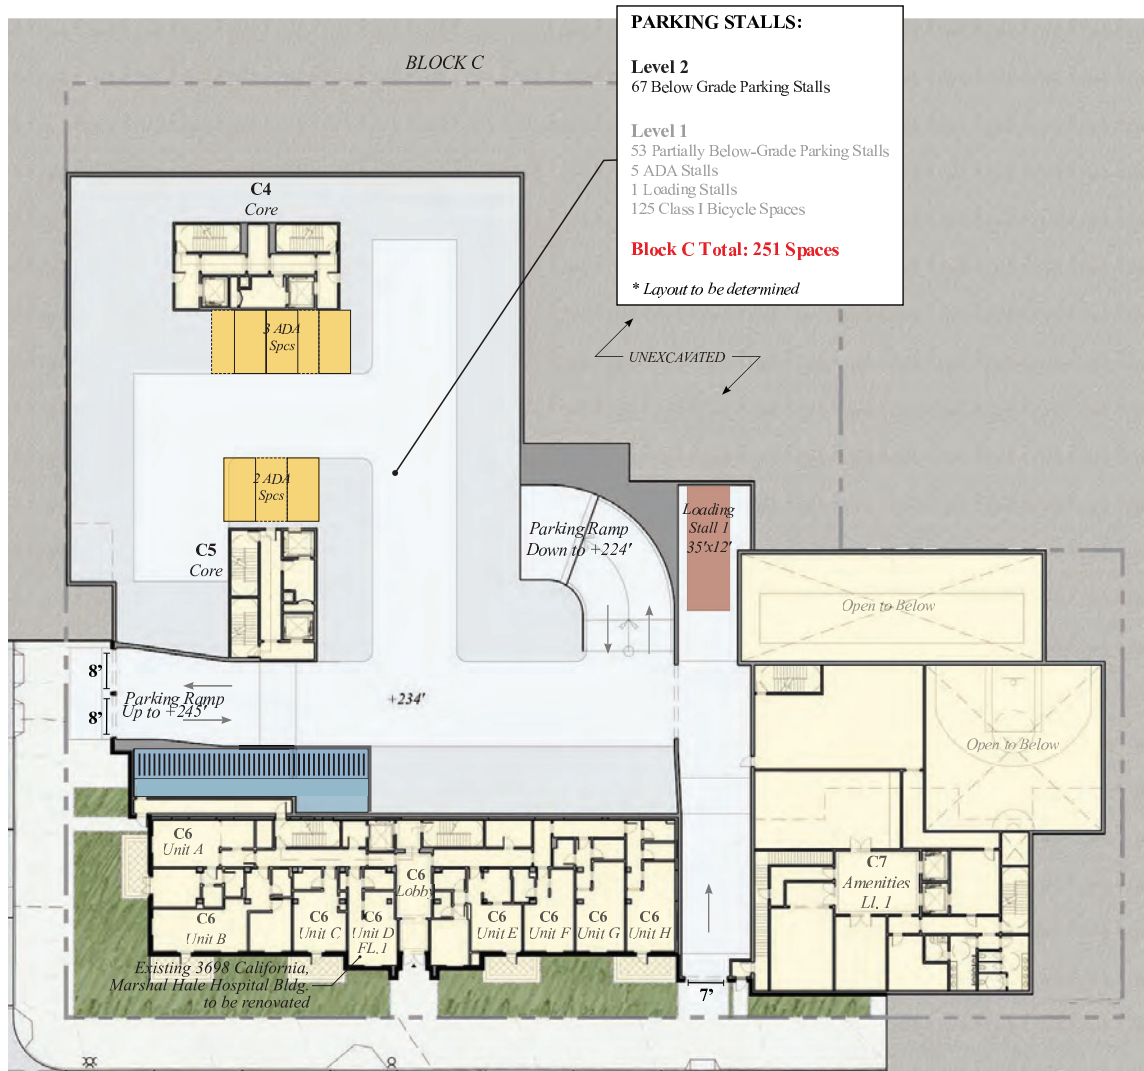 BLOCK C
PARKING STALLS:
Level 2
67 Below Grade Parking Stalls
Level 1
53 Partially Below-Grade Parking Stalls
5 ADA Stalls
1 Loading Stalls
125 Class I Bicycle Spaces
Block C Total: 251 Spaces
* Layout to be determined
C4
Core
3 ADA
Spcs
UNEXCAVATED
2 ADA
Spcs
C5
Core
Parking Ramp
Down to +224'
Loading
Stall 1
35'x12'
Open to Below
8'
8'
Parking Ramp
Up to +245'
+234'
Open to Below
C6
Unit A
C6
Lobby
C6
Unit B
C6
Unit C
C6
Unit D
FL.1
C6
Unit E
C6
Unit F
C6
Unit G
C6
Unit H
C7
Amenities
Ll. 1
Existing 3698 California,
Marshal Hale Hospital Bldg.
to be renovated
7'